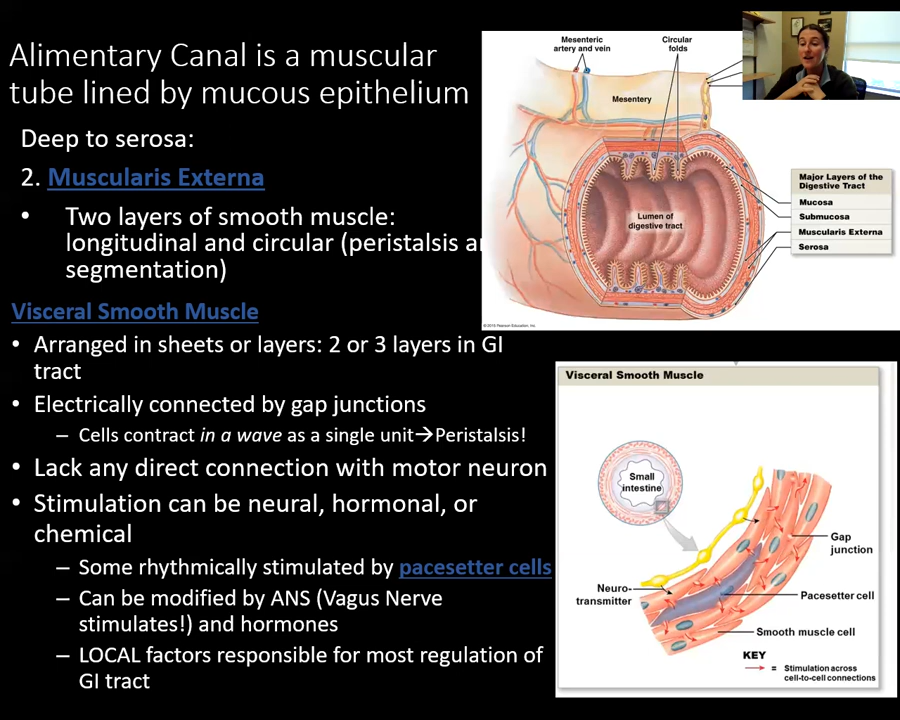 Alimentary Canal is a muscular
tube lined by mucous epithelium
Deep to serosa:
2. Muscularis Externa
• Two layers of smooth muscle:
longitudinal and circular (peristalsis
segmentation)
Visceral Smooth Muscle
• Arranged in sheets or layers: 2 or 3 layers in GI
tract
• Electrically connected by gap junctions
– Cells contract in a wave as a single unit→Peristalsis!
• Lack any direct connection with motor neuron
• Stimulation can be neural, hormonal, or
chemical
– Some rhythmically stimulated by pacesetter cells
– Can be modified by ANS (Vagus Nerve
stimulates!) and hormones
– LOCAL factors responsible for most regulation of
GI tract
Mesenteric
artery and vein
Circular
folds
Mesentery
Lumen of
digestive tract
Major Layers of the
Digestive Tract
Mucosa
Submucosa
Muscularis Externa
Serosa
Visceral Smooth Muscle
Small
intestine
Gap
junction
Neuro-
transmitter
Pacesetter cell
Smooth muscle cell
KEY
= Stimulation across
cell-to-cell connections